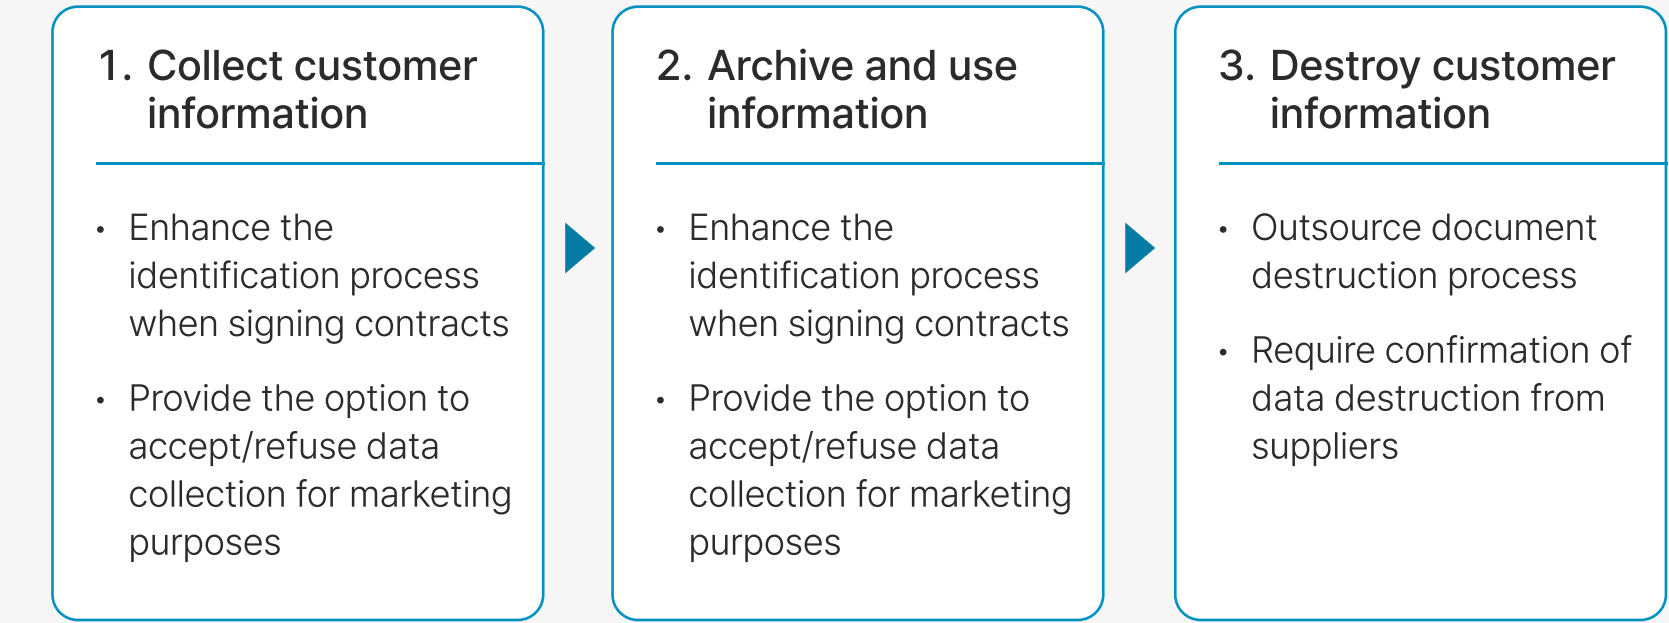 1. Collect customer
information
• Enhance the
identification process
when signing contracts
• Provide the option to
accept/refuse data
collection for marketing
purposes
2. Archive and use
information
• Enhance the
identification process
when signing contracts
• Provide the option to
accept/refuse data
collection for marketing
purposes
3. Destroy customer
information
• Outsource document
destruction process
• Require confirmation of
data destruction from
suppliers